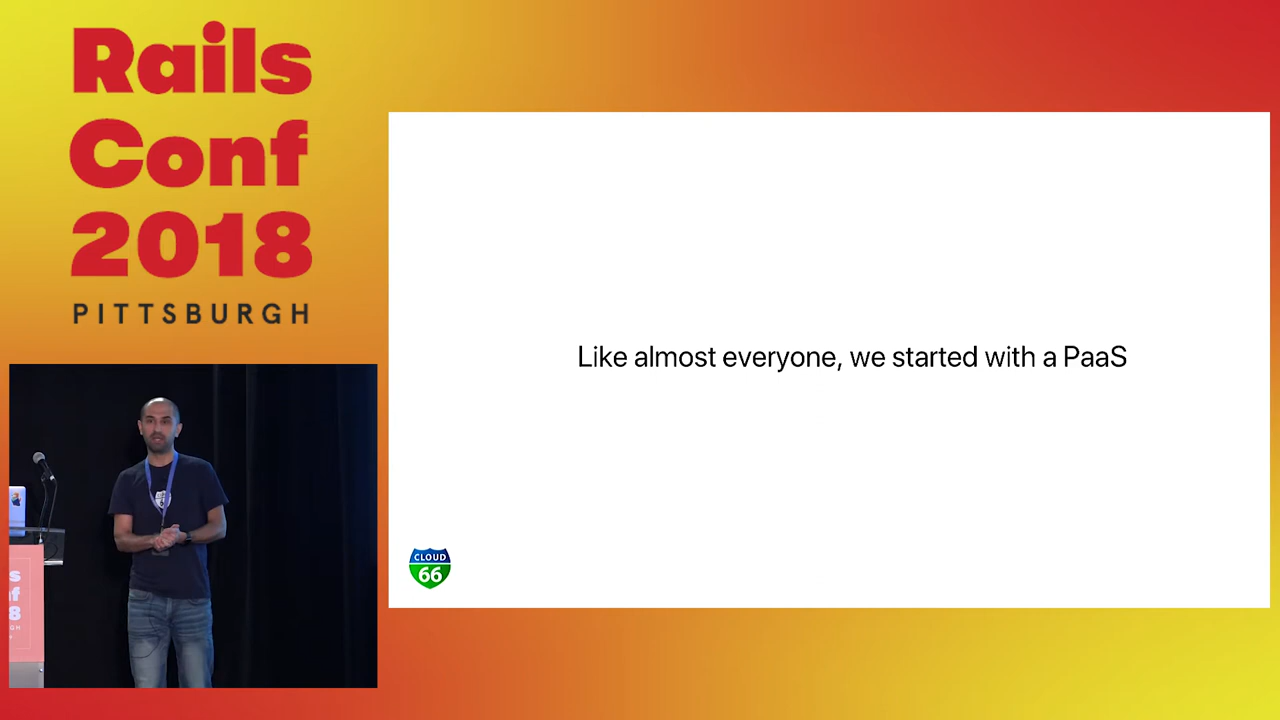 Rails
Conf
2018
PITTSBURGH
Like almost everyone, we started with a PaaS
CLOUD
66